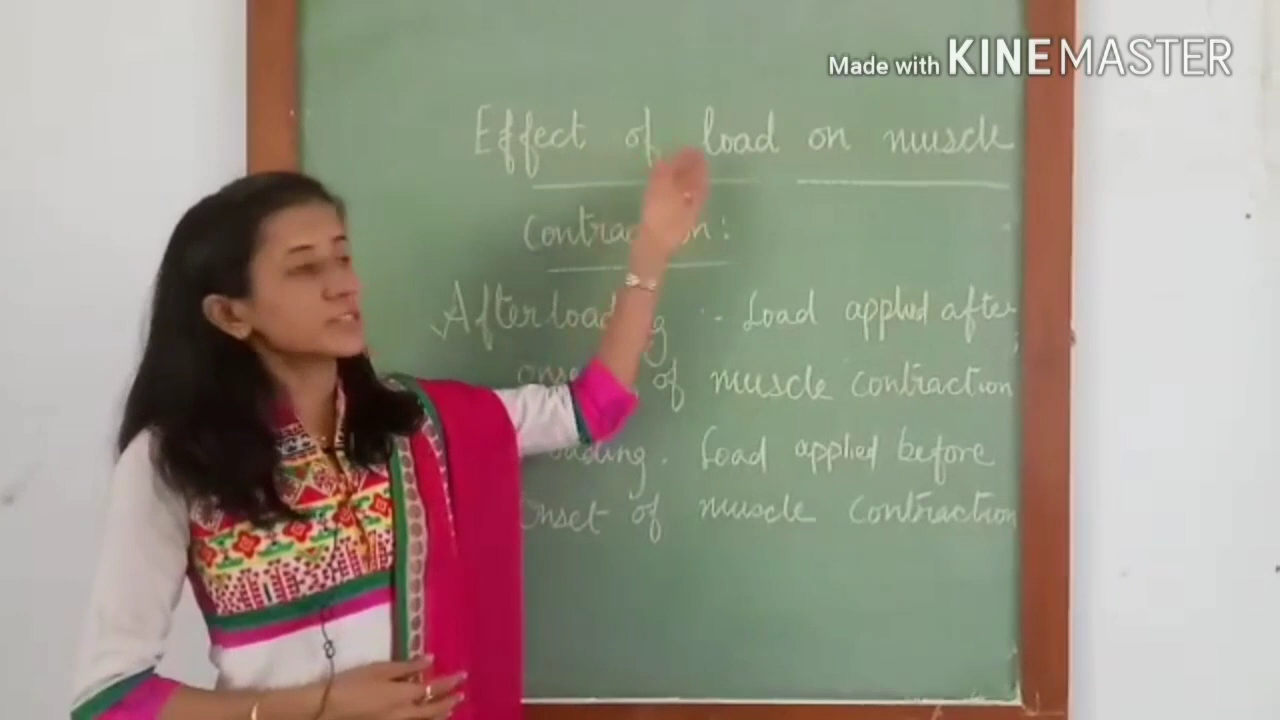 Made with KINEMASTER
Effect of load on muscle
Contraction:
Afterloading :- Load applied after
onset of muscle contraction
loading. Load applied before
onset of muscle contraction